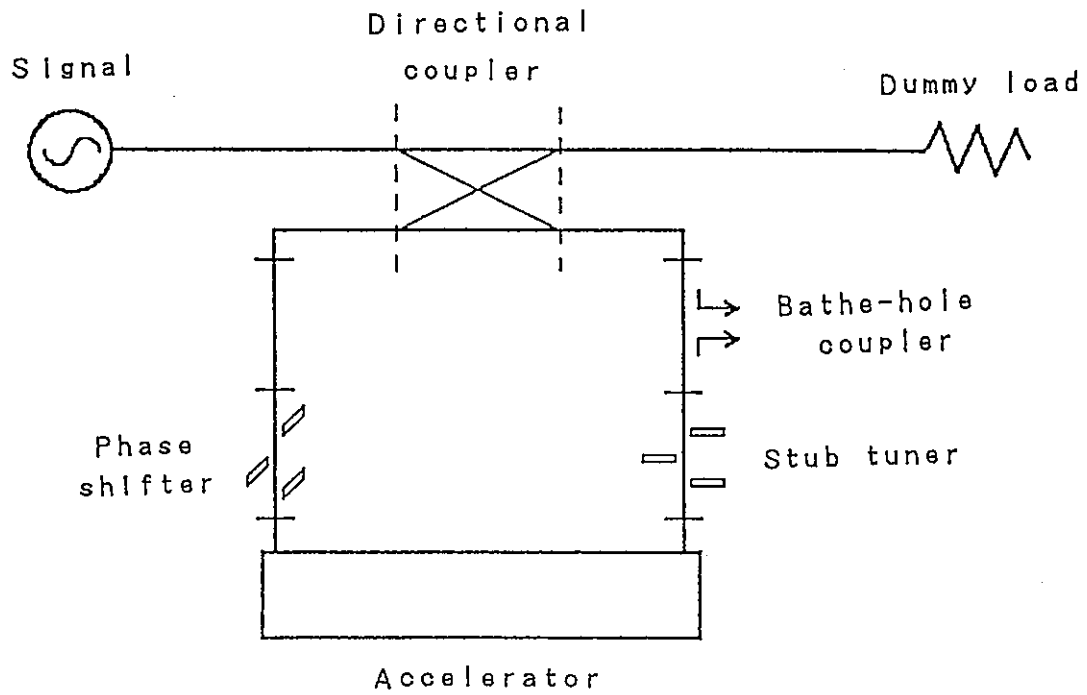 Directional
coupler
Signal
Dummy load
Bathe-hole
coupler
Phase
shifter
Stub tuner
Accelerator